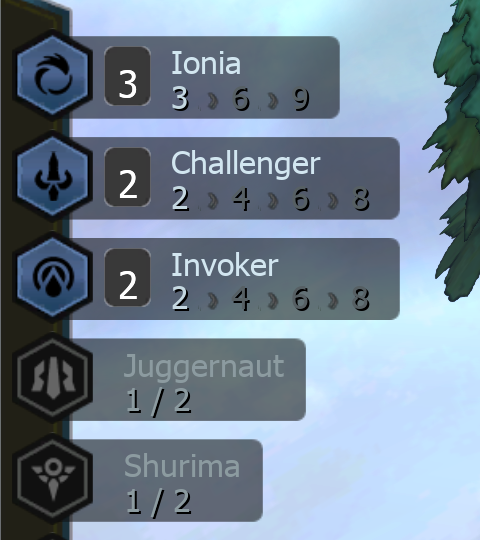 3
Ionia
3 › 6 › 9
2
Challenger
2 › 4 › 6 › 8
2
Invoker
2 › 4 › 6 › 8
Juggernaut
1 / 2
Shurima
1 / 2